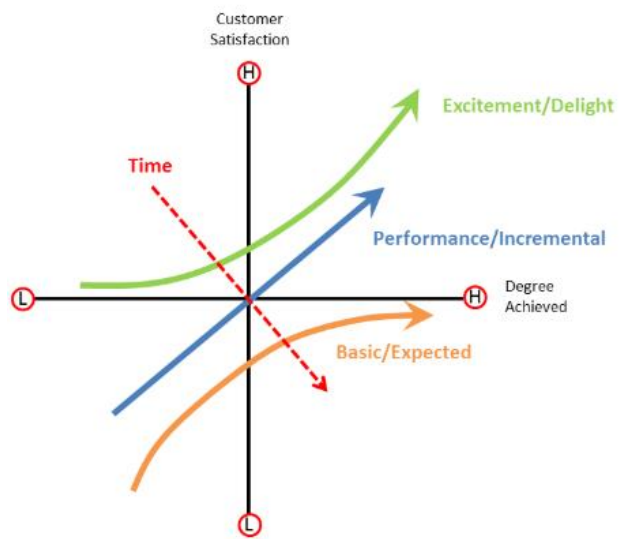 Customer
Satisfaction
H
Excitement/Delight
Time
Performance/Incremental
L
H
Degree
Achieved
Basic/Expected
L